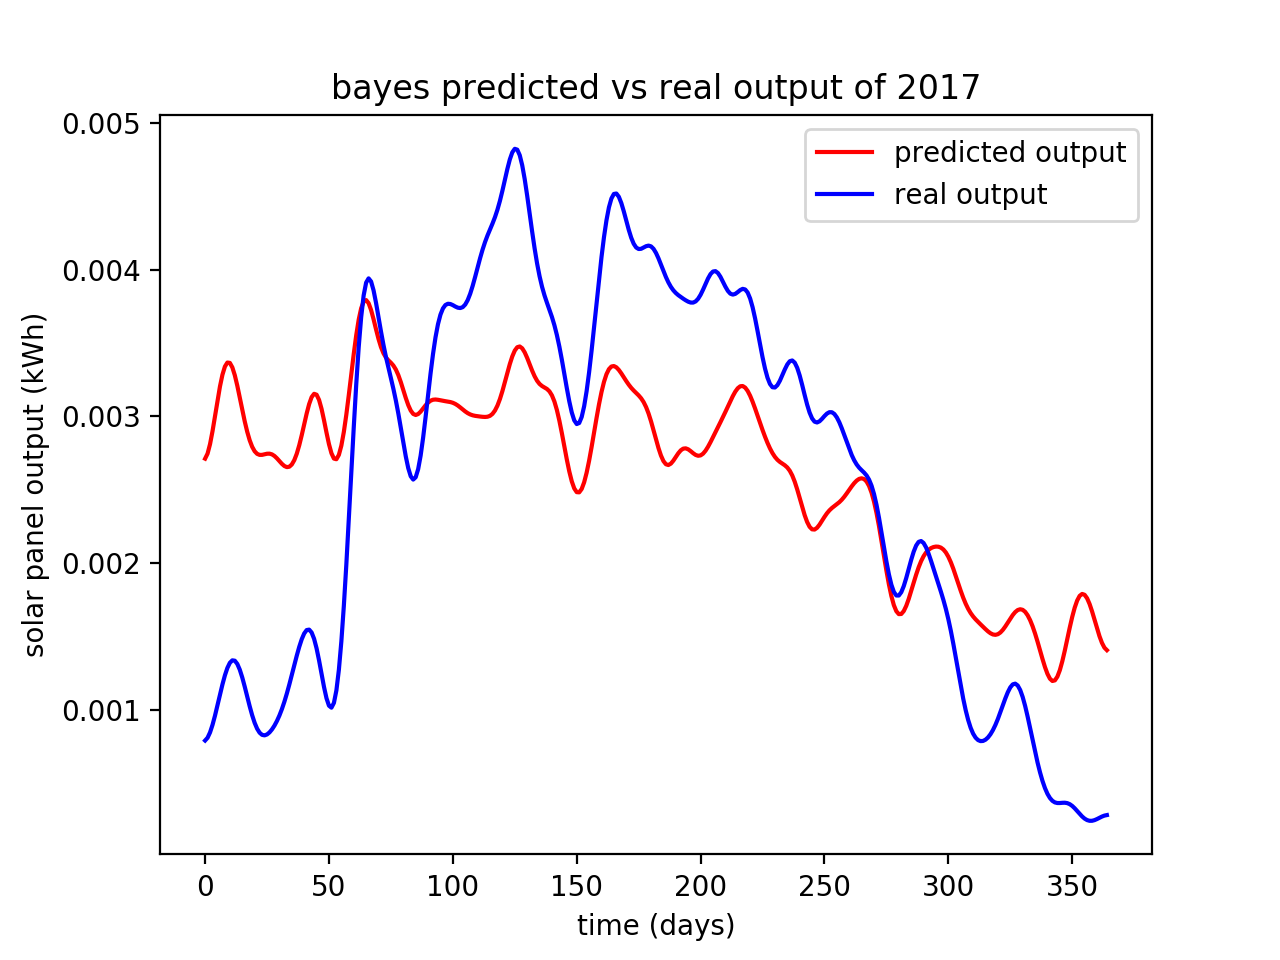 bayes predicted vs real output of 2017
predicted output
real output
solar panel output (kWh)
0.005
0.004
0.003
0.002
0.001
0 50 100 150 200 250 300 350
time (days)